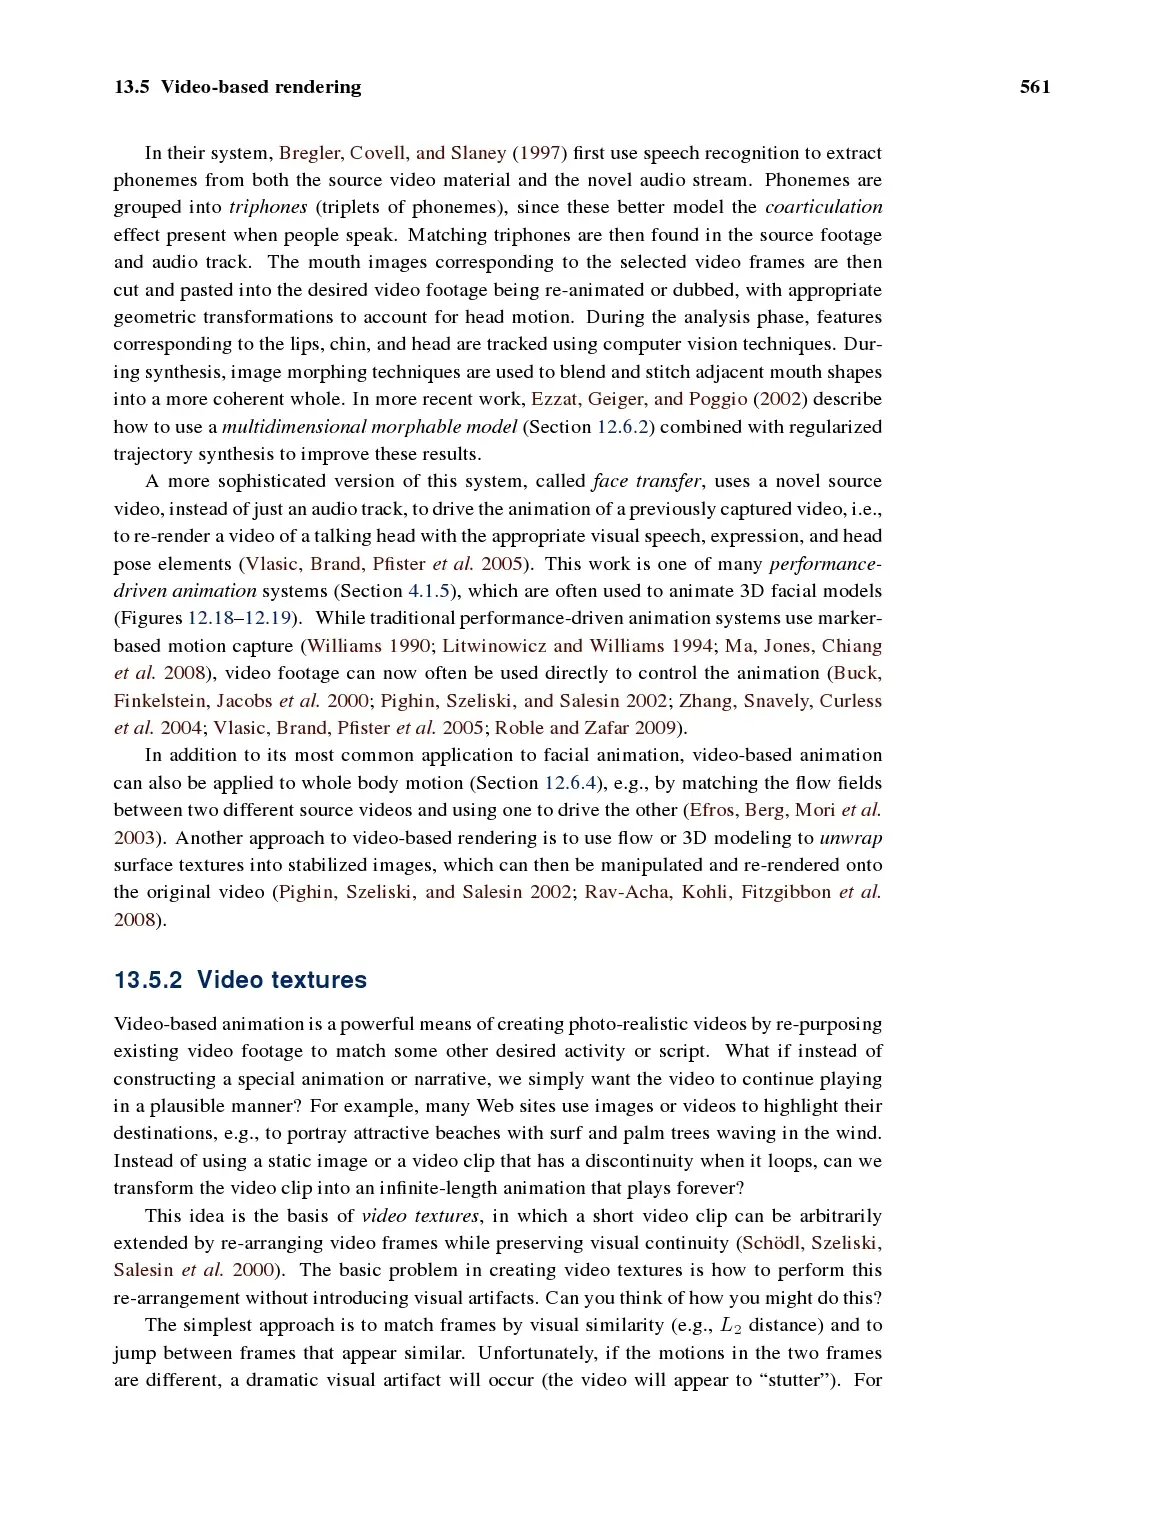 13.5 Video-based rendering 561
In their system, Bregler, Covell, and Slaney (1997) first use speech recognition to extract
phonemes from both the source video material and the novel audio stream. Phonemes are
grouped into triphones (triplets of phonemes), since these better model the coarticulation
effect present when people speak. Matching triphones are then found in the source footage
and audio track. The mouth images corresponding to the selected video frames are then
cut and pasted into the desired video footage being re-animated or dubbed, with appropriate
geometric transformations to account for head motion. During the analysis phase, features
corresponding to the lips, chin, and head are tracked using computer vision techniques. Dur-
ing synthesis, image morphing techniques are used to blend and stitch adjacent mouth shapes
into a more coherent whole. In more recent work, Ezzat, Geiger, and Poggio (2002) describe
how to use a multidimensional morphable model (Section 12.6.2) combined with regularized
trajectory synthesis to improve these results.
A more sophisticated version of this system, called face transfer, uses a novel source
video, instead of just an audio track, to drive the animation of a previously captured video, i.e.,
to re-render a video of a talking head with the appropriate visual speech, expression, and head
pose elements (Vlasic, Brand, Pfister et al. 2005). This work is one of many performance-
driven animation systems (Section 4.1.5), which are often used to animate 3D facial models
(Figures 12.18–12.19). While traditional performance-driven animation systems use marker-
based motion capture (Williams 1990; Litwinowicz and Williams 1994; Ma, Jones, Chiang
et al. 2008), video footage can now often be used directly to control the animation (Buck,
Finkelstein, Jacobs et al. 2000; Pighin, Szeliski, and Salesin 2002; Zhang, Snavely, Curless
et al. 2004; Vlasic, Brand, Pfister et al. 2005; Roble and Zafar 2009).
In addition to its most common application to facial animation, video-based animation
can also be applied to whole body motion (Section 12.6.4), e.g., by matching the flow fields
between two different source videos and using one to drive the other (Efros, Berg, Mori et al.
2003). Another approach to video-based rendering is to use flow or 3D modeling to unwrap
surface textures into stabilized images, which can then be manipulated and re-rendered onto
the original video (Pighin, Szeliski, and Salesin 2002; Rav-Acha, Kohli, Fitzgibbon et al.
2008).
13.5.2 Video textures
Video-based animation is a powerful means of creating photo-realistic videos by re-purposing
existing video footage to match some other desired activity or script. What if instead of
constructing a special animation or narrative, we simply want the video to continue playing
in a plausible manner? For example, many Web sites use images or videos to highlight their
destinations, e.g., to portray attractive beaches with surf and palm trees waving in the wind.
Instead of using a static image or a video clip that has a discontinuity when it loops, can we
transform the video clip into an infinite-length animation that plays forever?
This idea is the basis of video textures, in which a short video clip can be arbitrarily
extended by re-arranging video frames while preserving visual continuity (Schödl, Szeliski,
Salesin et al. 2000). The basic problem in creating video textures is how to perform this
re-arrangement without introducing visual artifacts. Can you think of how you might do this?
The simplest approach is to match frames by visual similarity (e.g., L₂ distance) and to
jump between frames that appear similar. Unfortunately, if the motions in the two frames
are different, a dramatic visual artifact will occur (the video will appear to “stutter”). For